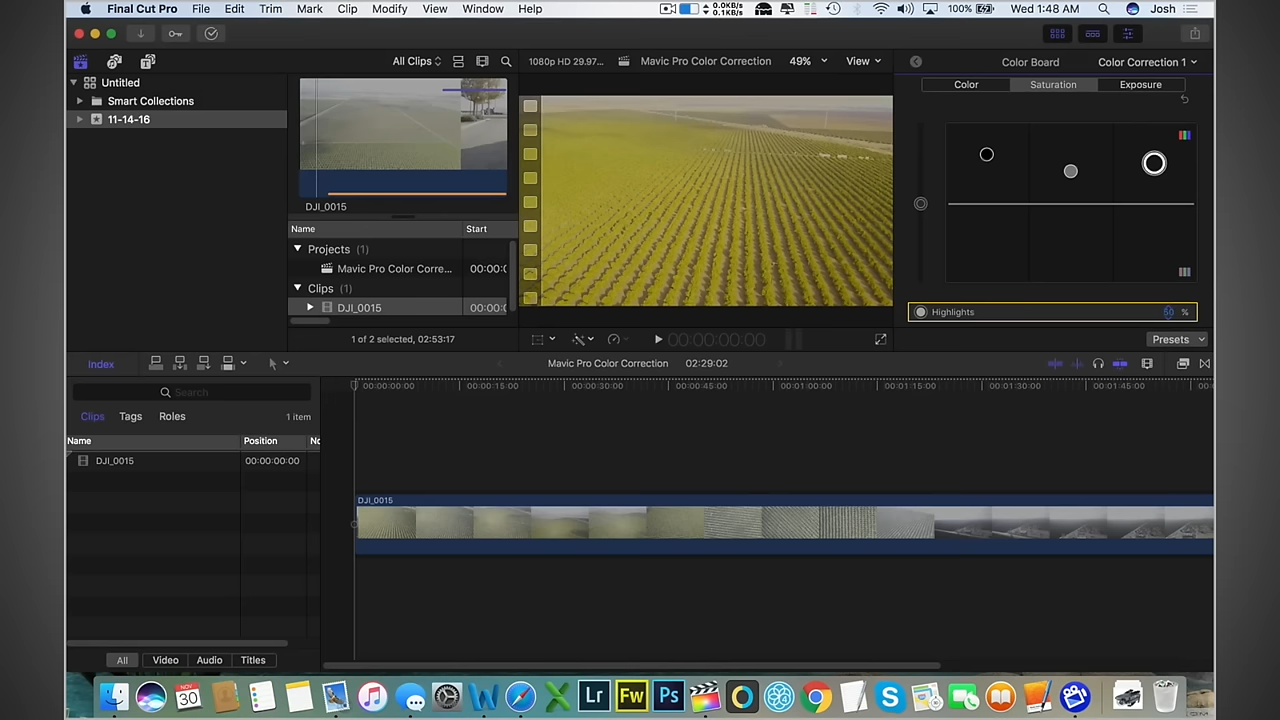 Final Cut Pro File Edit Trim Mark Clip Modify View Window Help 0.0KB/s 0.1KB/s 100% Wed 1:48 AM Josh
All Clips 1080p HD 29.97... Mavic Pro Color Correction 49% View Color Board Color Correction 1
Untitled
Smart Collections
11-14-16
Color Saturation Exposure
DJI_0015
Name Start
Projects (1)
Mavic Pro Color Corre... 00:00:0
Clips (1)
DJI_0015 00:00:0
1 of 2 selected, 02:53:17
00:00:00:00
Highlights 50 %
Presets
Index Mavic Pro Color Correction 02:29:02
Search
00:00:00:00 00:00:15:00 00:00:30:00 00:00:45:00 00:01:00:00 00:01:15:00 00:01:30:00 00:01:45:00 00:0
Clips Tags Roles 1 item
Name Position No
DJI_0015 00:00:00:00
DJI_0015
All Video Audio Titles
NOV 30 W X Lr Fw Ps S